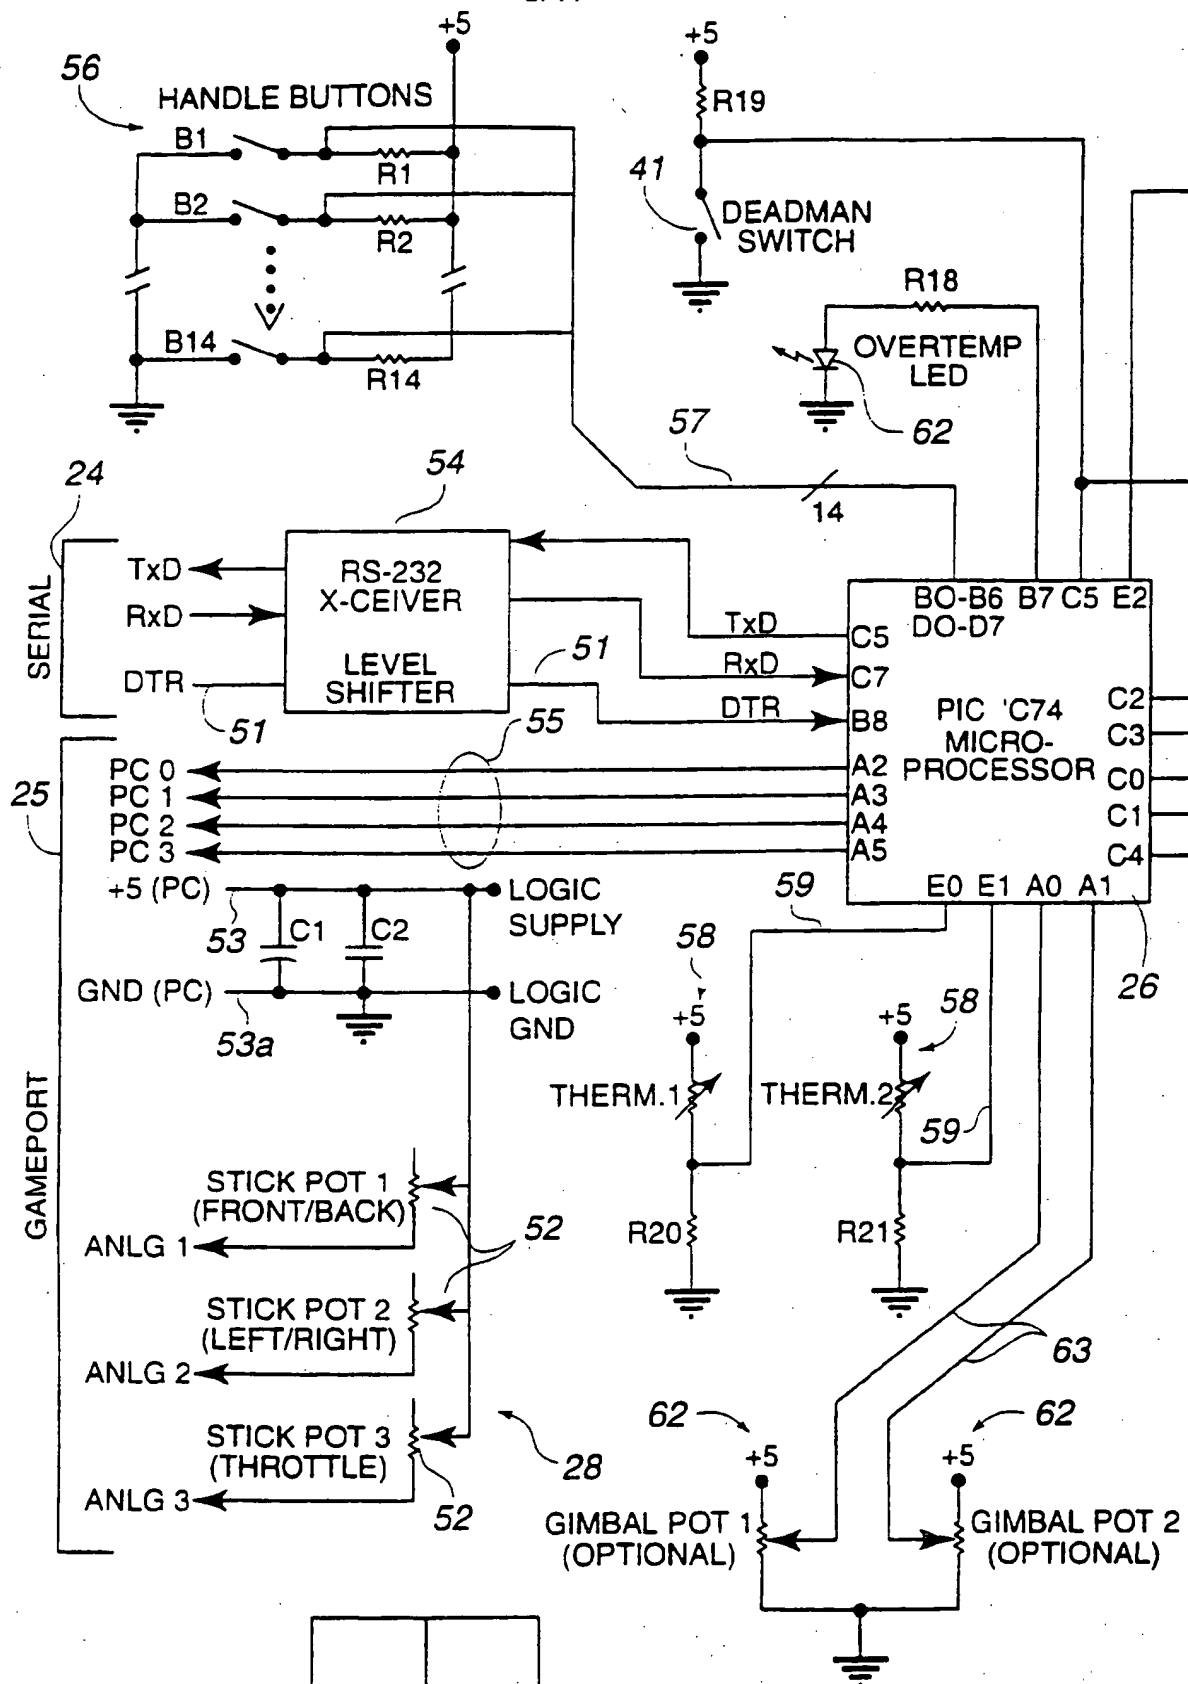 +5
+5
56
HANDLE BUTTONS
R19
B1
R1
41
B2
R2
DEADMAN
SWITCH
R18
B14
R14
OVERTEMP
LED
62
57
14
24
54
SERIAL
TxD
RxD
DTR
51
RS-232
X-CEIVER
LEVEL
SHIFTER
51
TxD
RxD
DTR
BO-B6
DO-D7
B7
C5
E2
C5
C7
B8
PIC 'C74
MICRO-
PROCESSOR
C2
C3
C0
C1
C4
A2
A3
A4
A5
E0
E1
A0
A1
26
55
25
GAMEPORT
PC 0
PC 1
PC 2
PC 3
+5 (PC)
53
C1
C2
LOGIC
SUPPLY
GND (PC)
53a
LOGIC
GND
59
58
+5
THERM.1
R20
58
+5
THERM.2
59
R21
STICK POT 1
(FRONT/BACK)
ANLG 1
52
STICK POT 2
(LEFT/RIGHT)
ANLG 2
STICK POT 3
(THROTTLE)
52
ANLG 3
28
63
62
+5
GIMBAL POT 1
(OPTIONAL)
62
+5
GIMBAL POT 2
(OPTIONAL)